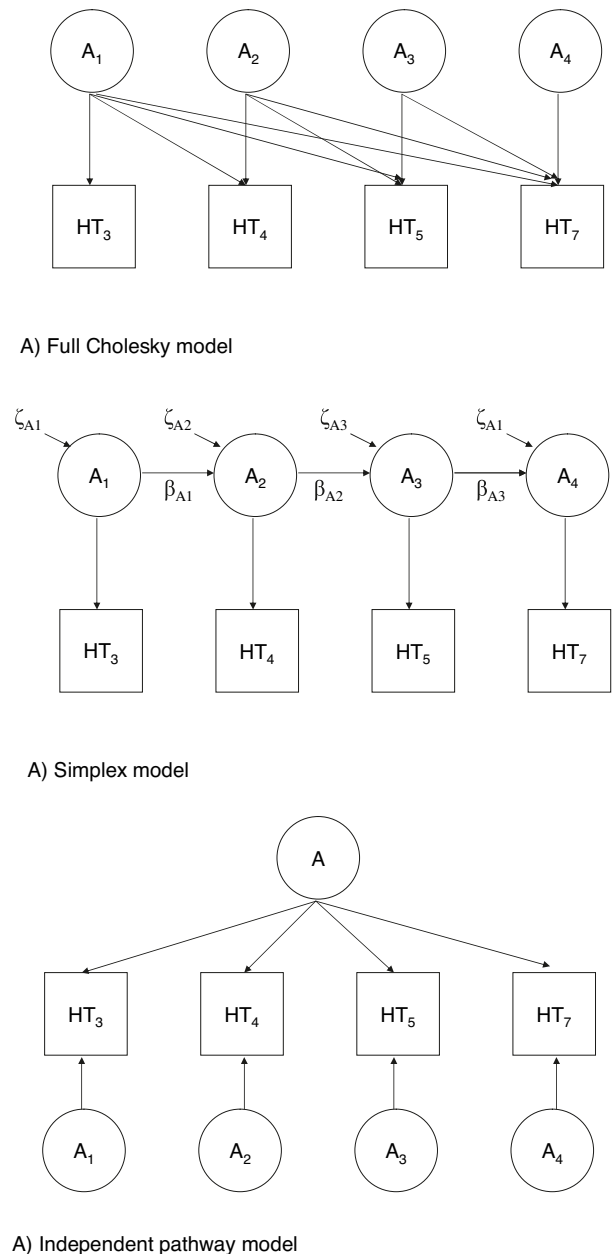 A₁ A₂ A₃ A₄
HT₃ HT₄ HT₅ HT₇
A) Full Cholesky model
ζA1 ζA2 ζA3 ζA1
A₁ A₂ A₃ A₄
βA1 βA2 βA3
HT₃ HT₄ HT₅ HT₇
A) Simplex model
A
HT₃ HT₄ HT₅ HT₇
A₁ A₂ A₃ A₄
A) Independent pathway model